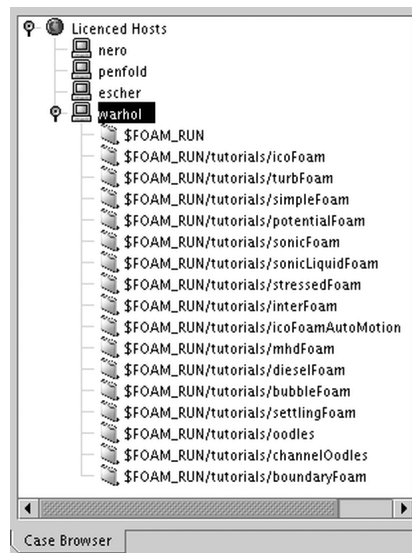 Licenced Hosts
nero
penfold
escher
warhol
$FOAM_RUN
$FOAM_RUN/tutorials/icoFoam
$FOAM_RUN/tutorials/turbFoam
$FOAM_RUN/tutorials/simpleFoam
$FOAM_RUN/tutorials/potentialFoam
$FOAM_RUN/tutorials/sonicFoam
$FOAM_RUN/tutorials/sonicLiquidFoam
$FOAM_RUN/tutorials/stressedFoam
$FOAM_RUN/tutorials/interFoam
$FOAM_RUN/tutorials/icoFoamAutoMotion
$FOAM_RUN/tutorials/mhdFoam
$FOAM_RUN/tutorials/dieselFoam
$FOAM_RUN/tutorials/bubbleFoam
$FOAM_RUN/tutorials/settlingFoam
$FOAM_RUN/tutorials/oodles
$FOAM_RUN/tutorials/channelOodles
$FOAM_RUN/tutorials/boundaryFoam
Case Browser